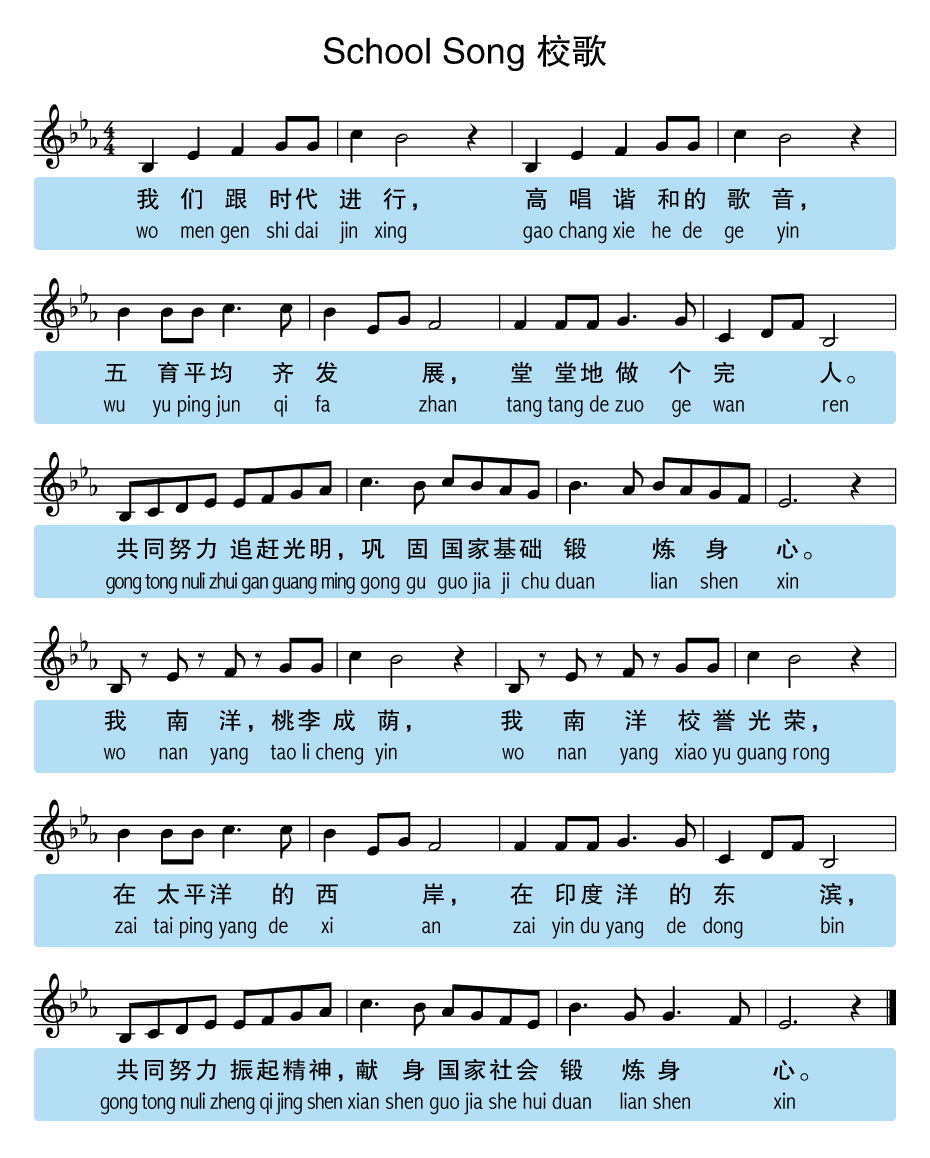 School Song 校歌
4
4
我 们 跟 时代 进 行， 高 唱 谐 和的 歌 音，
wo men gen shi dai jin xing gao chang xie he de ge yin
五 育平均 齐 发 展， 堂 堂地 做 个 完 人。
wu yu ping jun qi fa zhan tang tang de zuo ge wan ren
共同努力 追赶光明， 巩 固 国家基础 锻 炼 身 心。
gong tong nuli zhui gan guang ming gong gu guo jia ji chu duan lian shen xin
我 南 洋， 桃李 成 荫， 我 南 洋 校 誉 光 荣，
wo nan yang tao li cheng yin wo nan yang xiao yu guang rong
在 太平洋 的 西 岸， 在 印度 洋 的 东 滨，
zai tai ping yang de xi an zai yin du yang de dong bin
共同努力 振起精神， 献 身 国家社会 锻 炼 身 心。
gong tong nuli zheng qi jing shen xian shen guo jia she hui duan lian shen xin